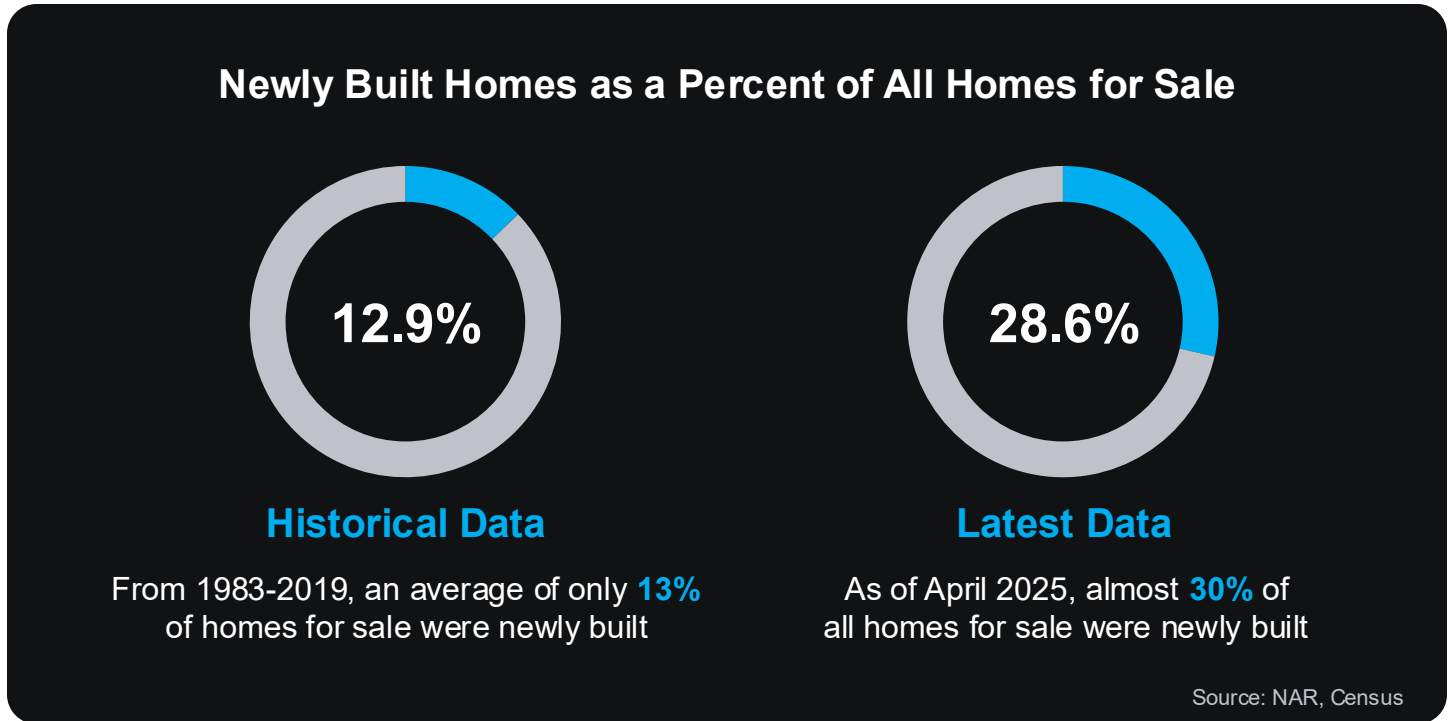 Newly Built Homes as a Percent of All Homes for Sale
12.9%
Historical Data
From 1983-2019, an average of only 13%
of homes for sale were newly built
28.6%
Latest Data
As of April 2025, almost 30% of
all homes for sale were newly built
Source: NAR, Census